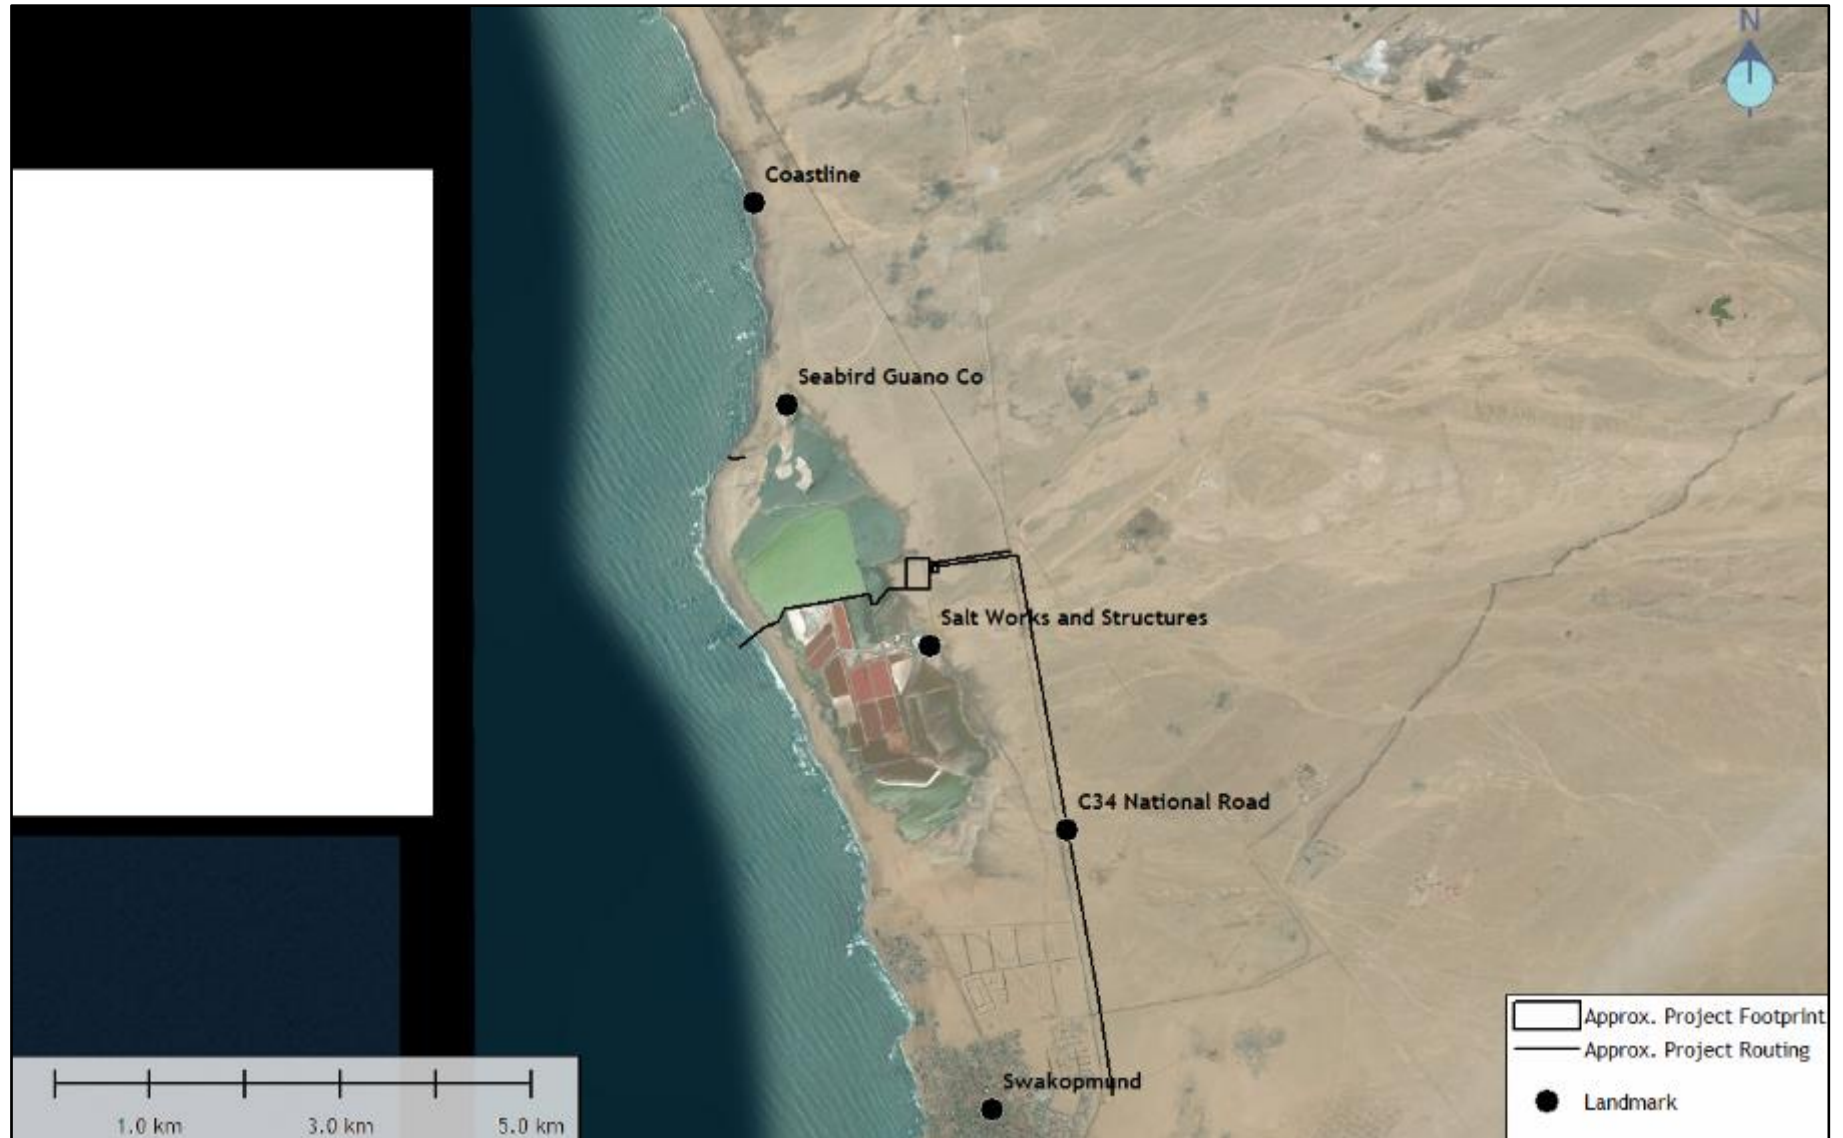 N
Coastline
Seabird Guano Co
Salt Works and Structures
C34 National Road
Swakopmund
1.0 km
3.0 km
5.0 km
Approx. Project Footprint
Approx. Project Routing
Landmark